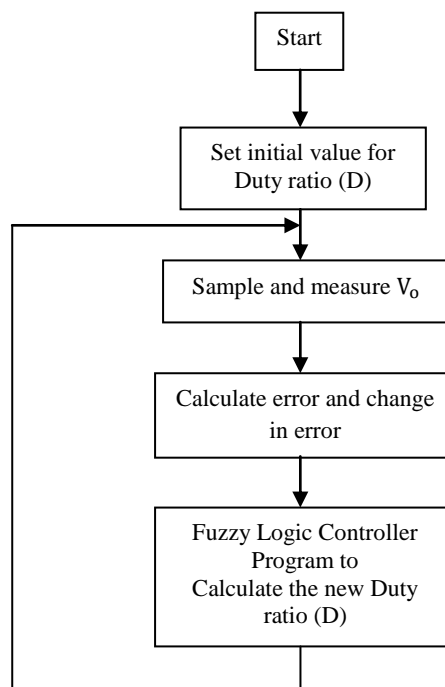 Start
Set initial value for
Duty ratio (D)
Sample and measure Vₒ
Calculate error and change
in error
Fuzzy Logic Controller
Program to
Calculate the new Duty
ratio (D)